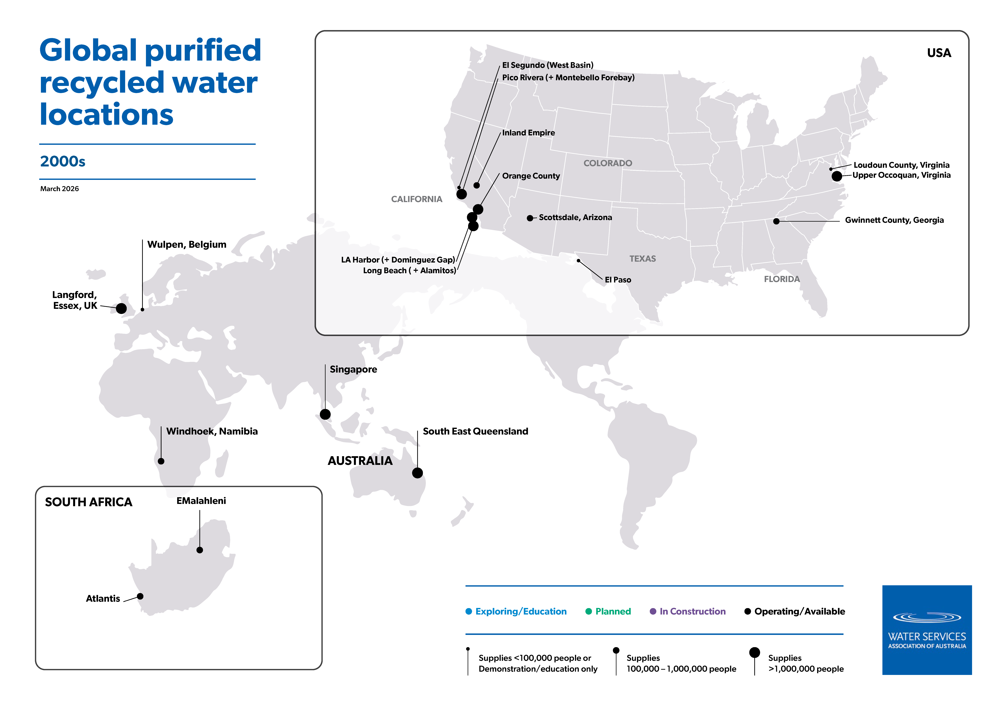 Global purified
recycled water
locations
2000s
March 2026
USA
El Segundo (West Basin)
Pico Rivera (+ Montebello Forebay)
Inland Empire
Orange County
COLORADO
CALIFORNIA
Scottsdale, Arizona
Loudoun County, Virginia
Upper Occoquan, Virginia
Gwinnett County, Georgia
LA Harbor (+ Dominguez Gap)
Long Beach ( + Alamitos)
TEXAS
El Paso
FLORIDA
Wulpen, Belgium
Langford,
Essex, UK
Singapore
Windhoek, Namibia
South East Queensland
AUSTRALIA
SOUTH AFRICA
EMalahleni
Atlantis
Exploring/Education
Planned
In Construction
Operating/Available
Supplies <100,000 people or
Demonstration/education only
Supplies
100,000 – 1,000,000 people
Supplies
>1,000,000 people
WATER SERVICES
ASSOCIATION OF AUSTRALIA